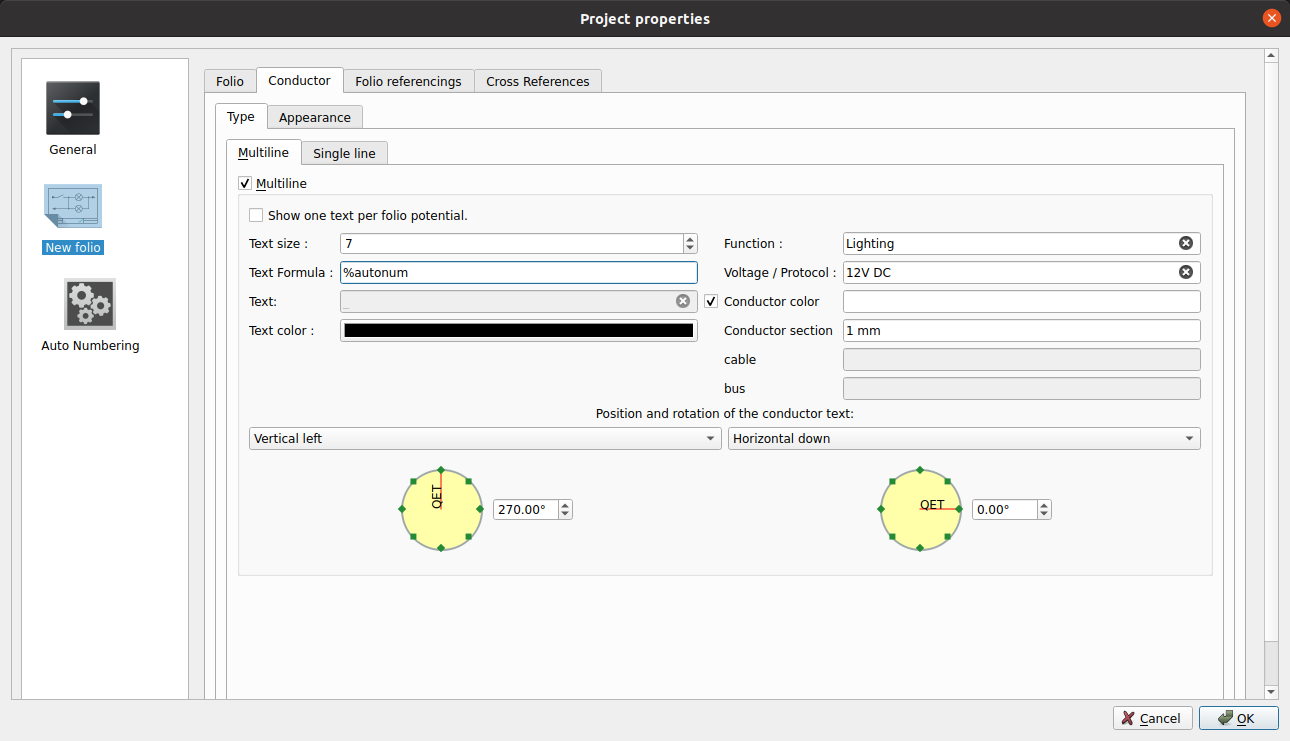 Project properties
General
New folio
Auto Numbering
Folio
Conductor
Folio referencings
Cross References
Type
Appearance
Multiline
Single line
Multiline
Show one text per folio potential.
Text size : 7
Function : Lighting
Text Formula : %autonum
Voltage / Protocol : 12V DC
Text: _
Conductor color
Text color :
Conductor section 1 mm
cable
bus
Position and rotation of the conductor text:
Vertical left
Horizontal down
QET
270.00°
QET
0.00°
Cancel
OK